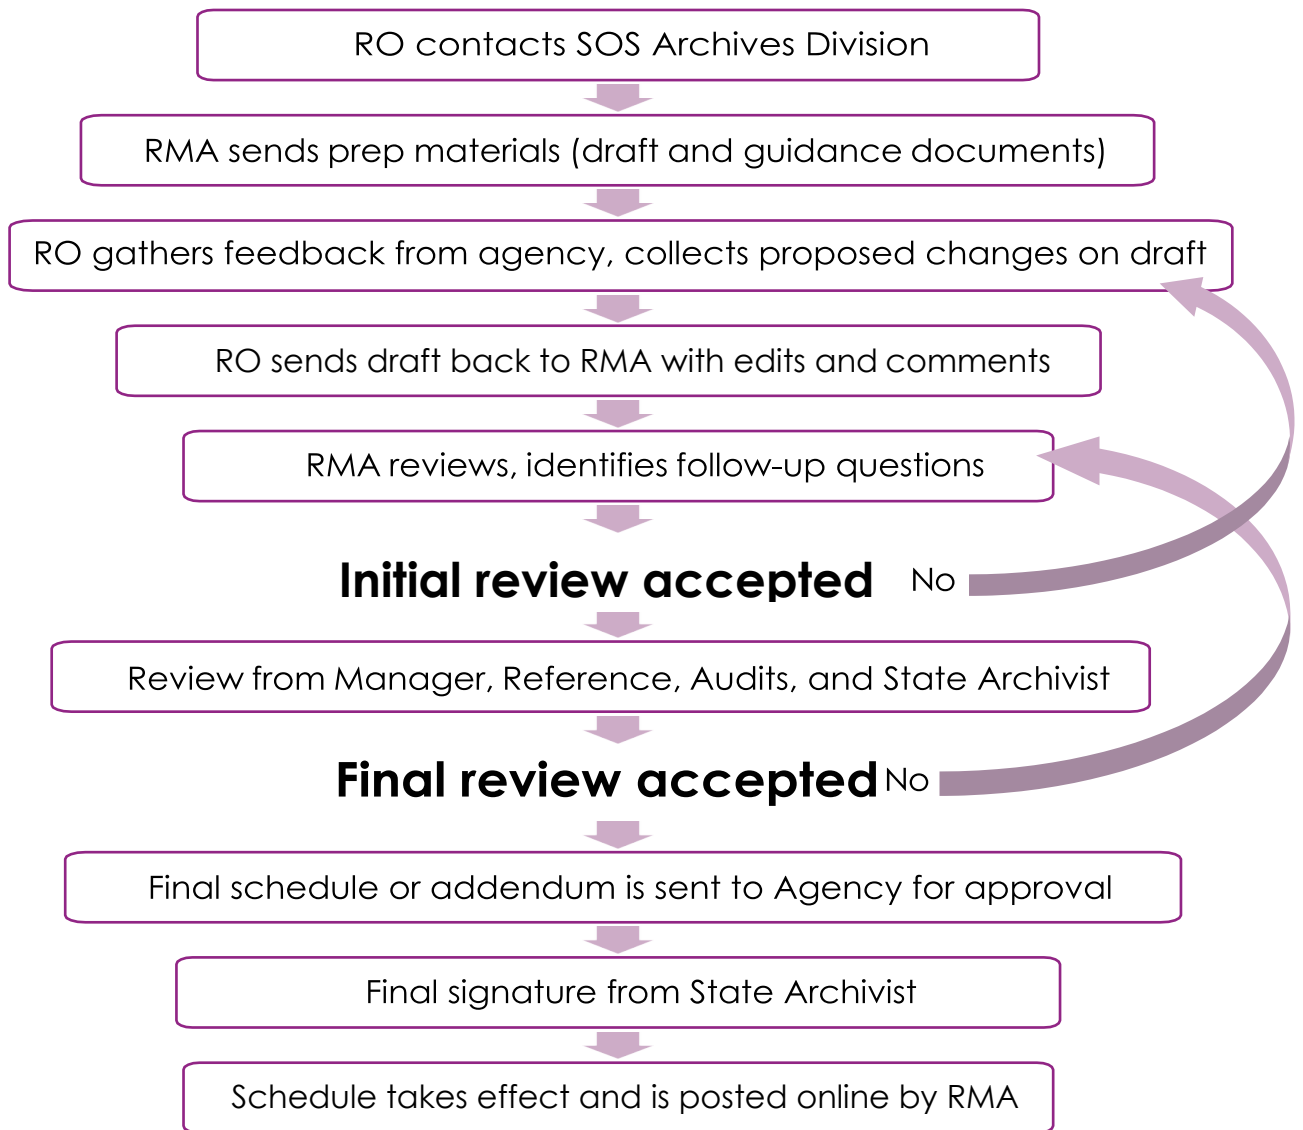 RO contacts SOS Archives Division
RMA sends prep materials (draft and guidance documents)
RO gathers feedback from agency, collects proposed changes on draft
RO sends draft back to RMA with edits and comments
RMA reviews, identifies follow-up questions
Initial review accepted No
Review from Manager, Reference, Audits, and State Archivist
Final review accepted No
Final schedule or addendum is sent to Agency for approval
Final signature from State Archivist
Schedule takes effect and is posted online by RMA